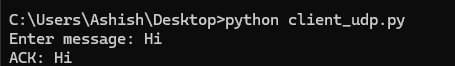 C:\Users\Ashish\Desktop>python client_udp.py
Enter message: Hi
ACK: Hi